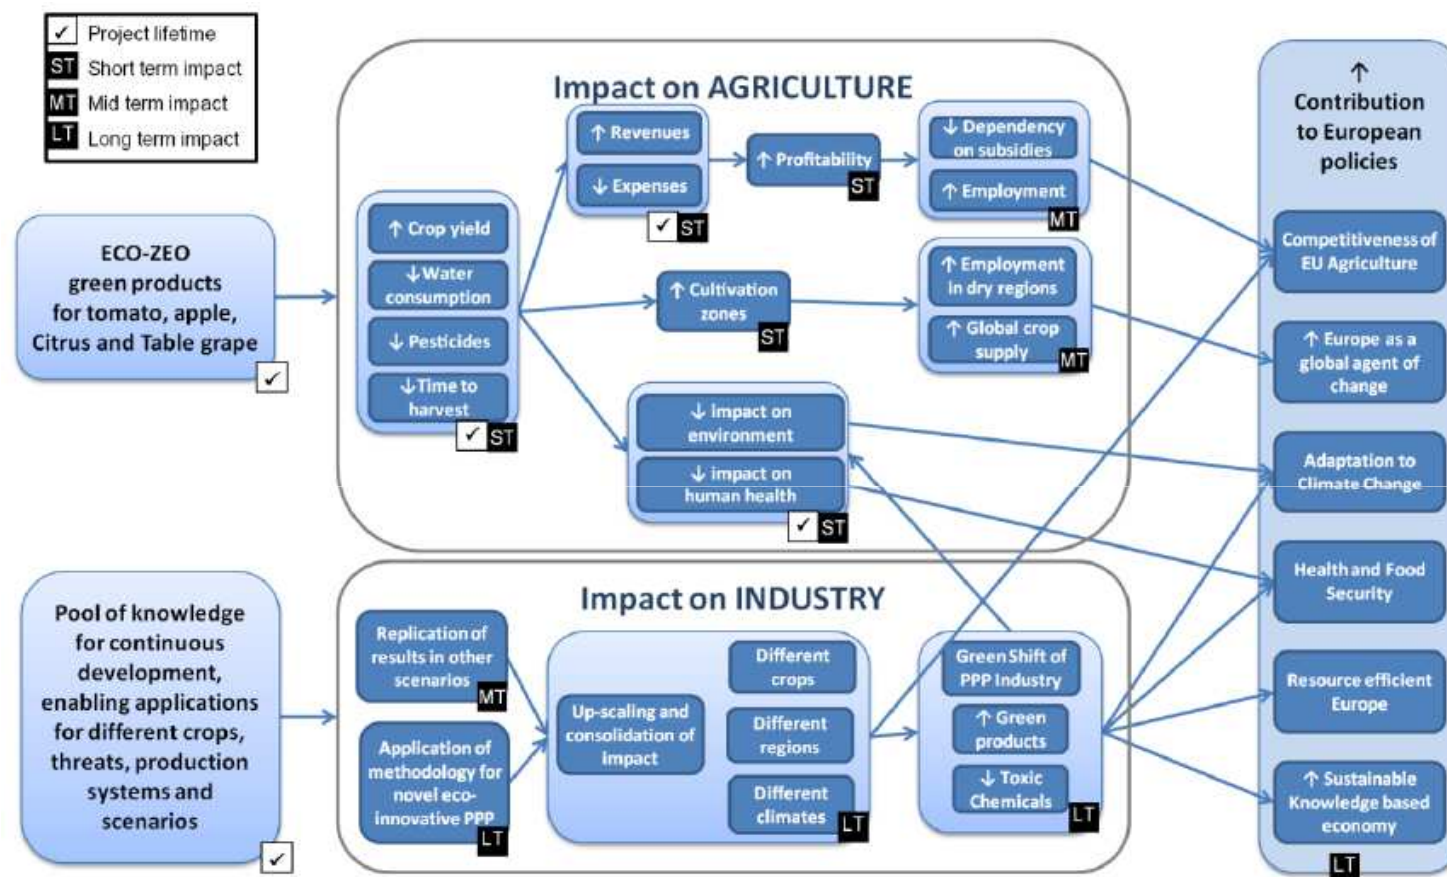 ✓ Project lifetime
ST Short term impact
MT Mid term impact
LT Long term impact
ECO-ZEO
green products
for tomato, apple,
Citrus and Table grape
✓
Pool of knowledge
for continuous
development,
enabling applications
for different crops,
threats, production
systems and
scenarios
✓
Impact on AGRICULTURE
↑ Crop yield
↓Water
consumption
↓ Pesticides
↓Time to
harvest
✓ ST
↑ Revenues
↓ Expenses
✓ ST
↑ Profitability
ST
↓ Dependency
on subsidies
↑ Employment
MT
↑ Cultivation
zones
ST
↑ Employment
in dry regions
↑ Global crop
supply
MT
↓ impact on
environment
↓ impact on
human health
✓ ST
Impact on INDUSTRY
Replication of
results in other
scenarios
MT
Application of
methodology for
novel eco-
innovative PPP
LT
Up-scaling and
consolidation of
Impact
Different
crops
Different
regions
Different
climates
LT
Green Shift of
PPP Industry
↑ Green
products
↓ Toxic
Chemicals
LT
↑
Contribution
to European
policies
Competitiveness of
EU Agriculture
↑ Europe as a
global agent of
change
Adaptation to
Climate Change
Health and Food
Security
Resource efficient
Europe
↑ Sustainable
Knowledge based
economy
LT